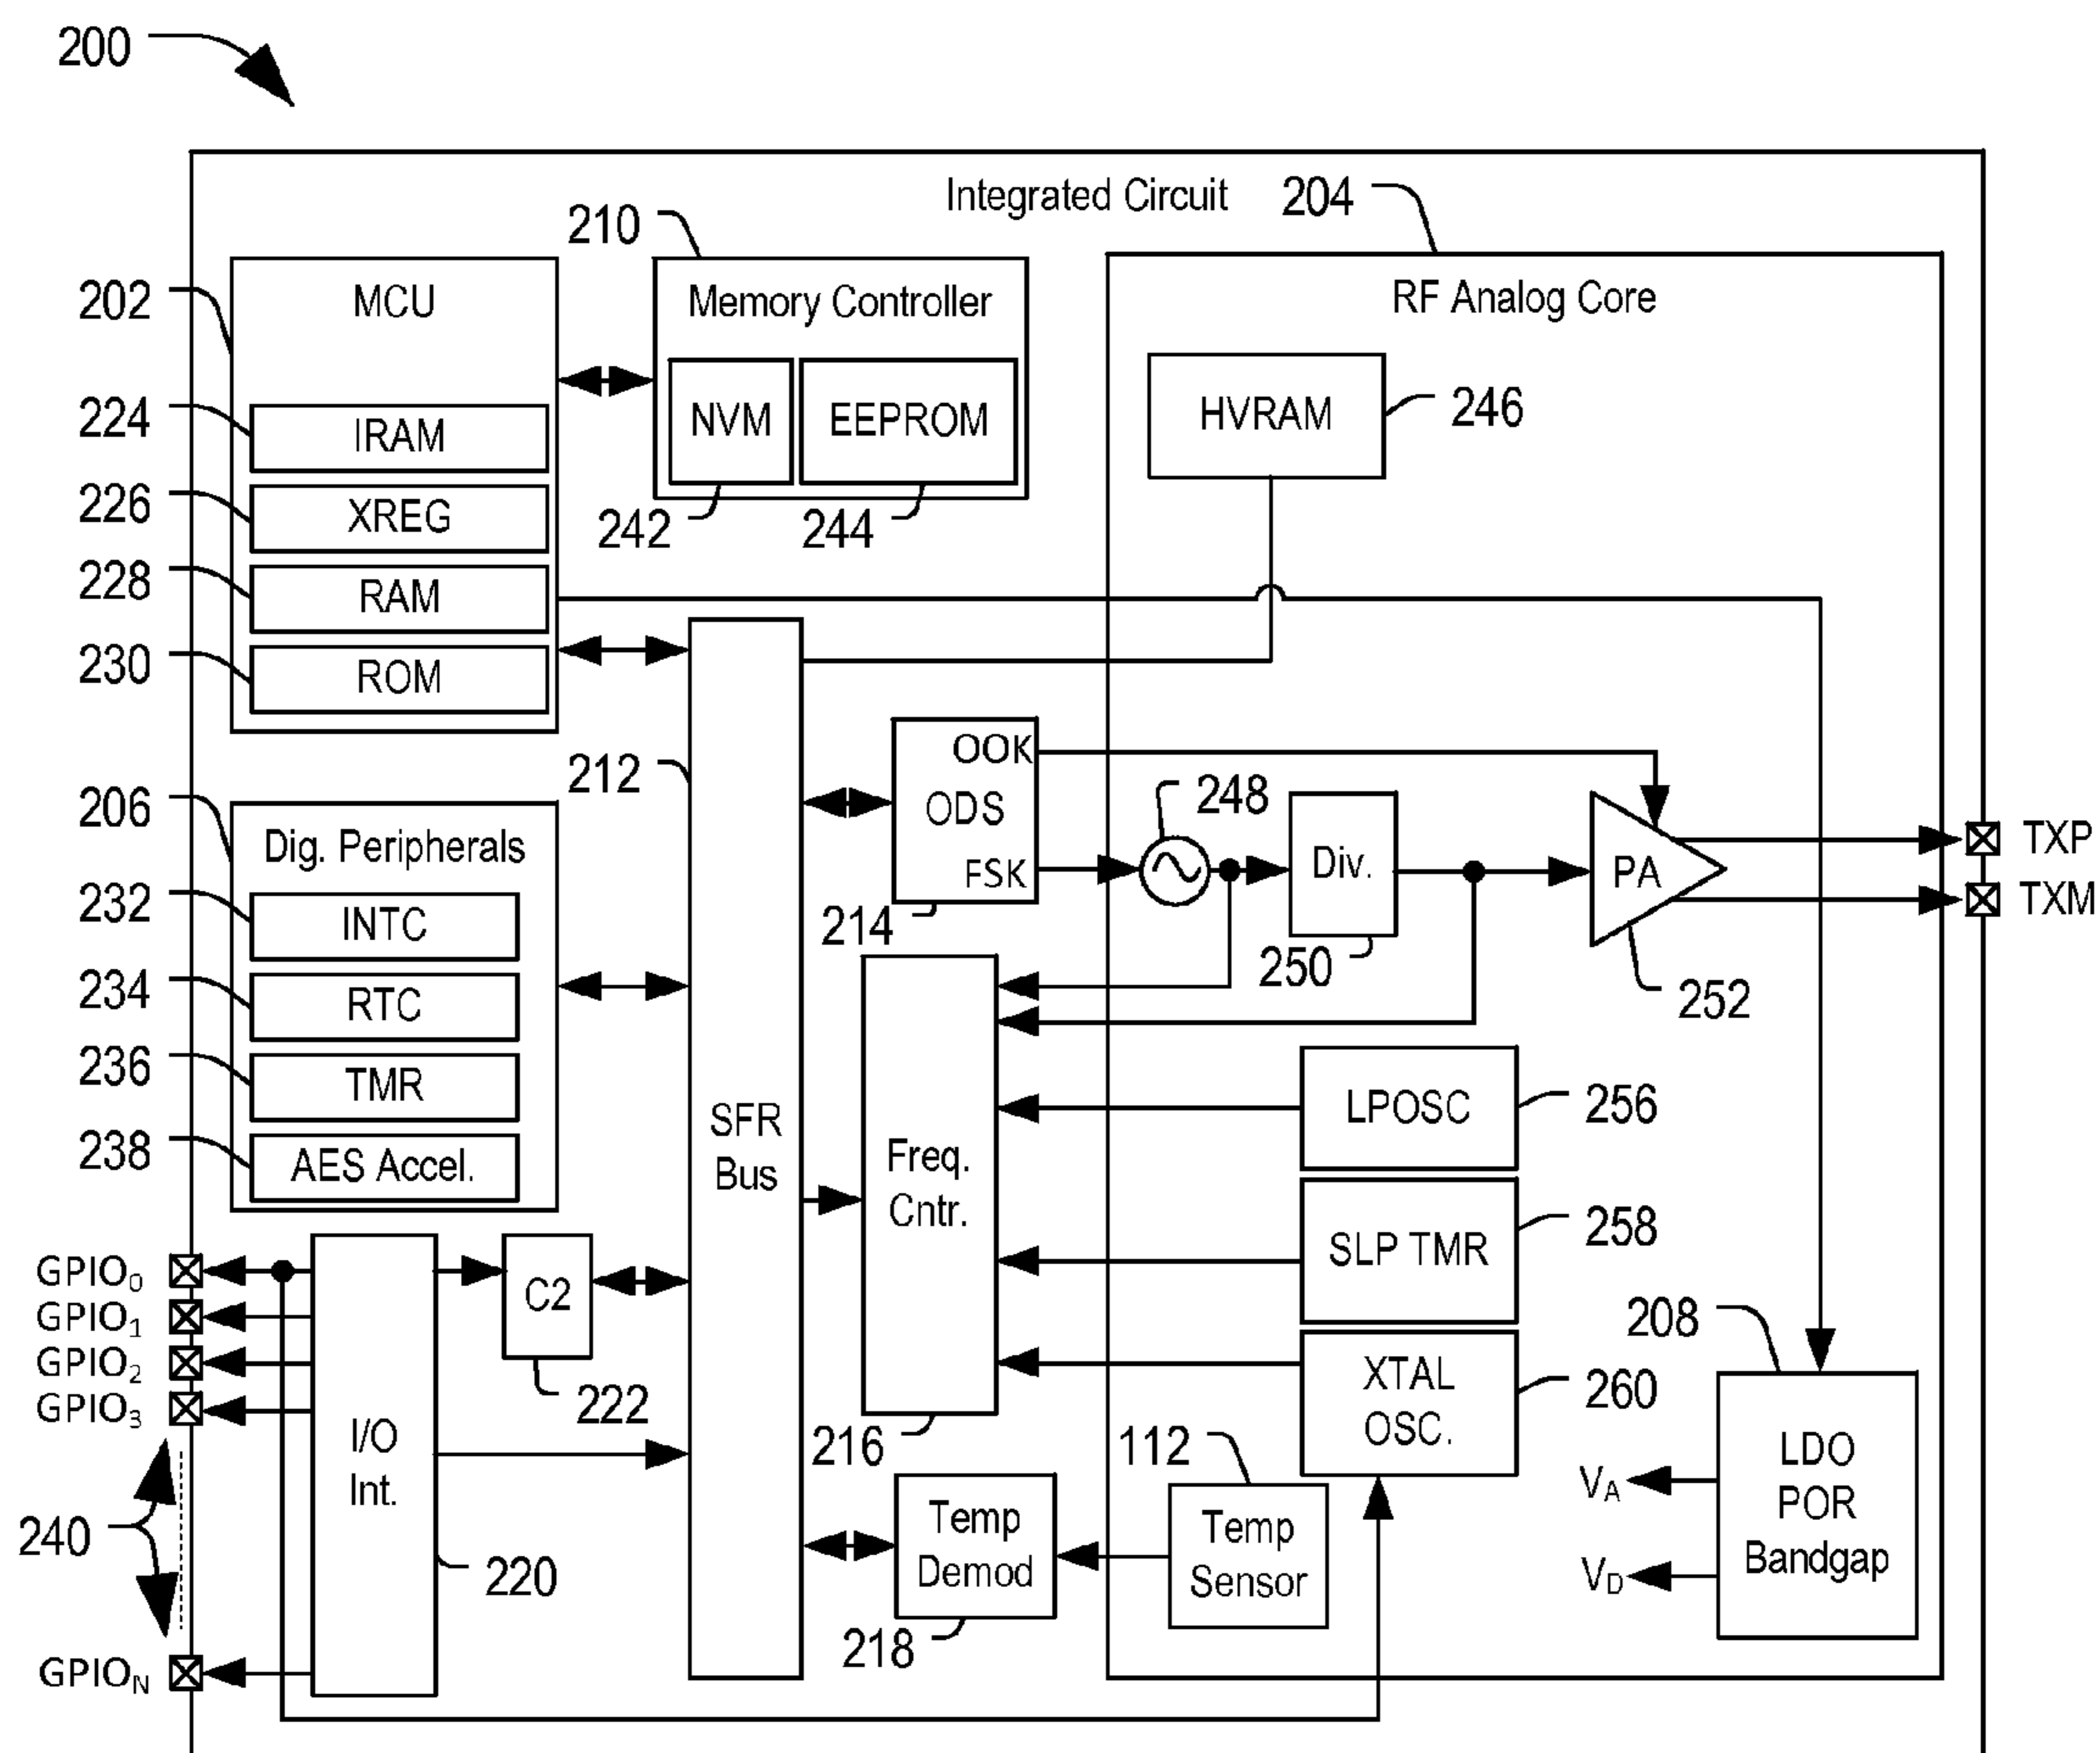 200
Integrated Circuit
204
210
202
MCU
Memory Controller
RF Analog Core
224
IRAM
NVM
EEPROM
HVRAM
246
226
XREG
242
244
228
RAM
230
ROM
212
OOK
ODS
FSK
214
248
Div.
250
PA
252
TXP
TXM
206
Dig. Peripherals
232
INTC
234
RTC
236
TMR
238
AES Accel.
SFR
Bus
Freq.
Cntr.
216
LPOSC
256
SLP TMR
258
XTAL
OSC.
260
GPIO0
GPIO1
GPIO2
GPIO3
240
GPION
I/O
Int.
220
C2
222
Temp
Demod
218
112
Temp
Sensor
208
LDO
POR
Bandgap
VA
VD